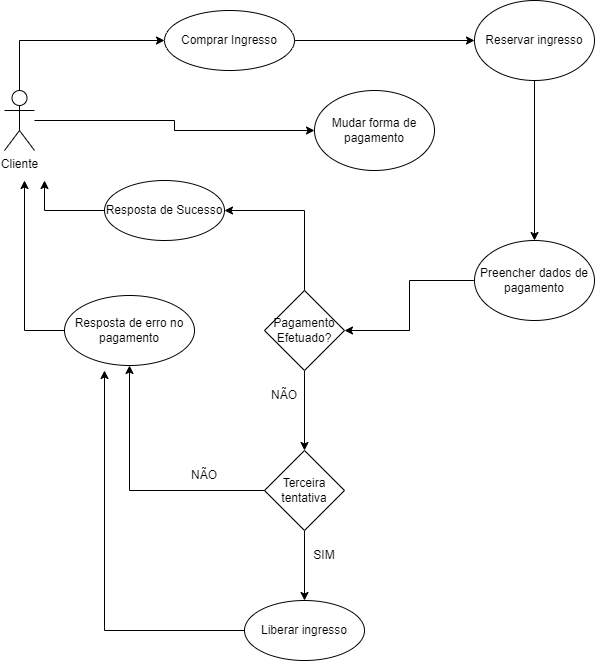 Comprar Ingresso
Reservar ingresso
Mudar forma de
pagamento
Cliente
Resposta de Sucesso
Preencher dados de
pagamento
Pagamento
Efetuado?
Resposta de erro no
pagamento
NÃO
NÃO
Terceira
tentativa
SIM
Liberar ingresso